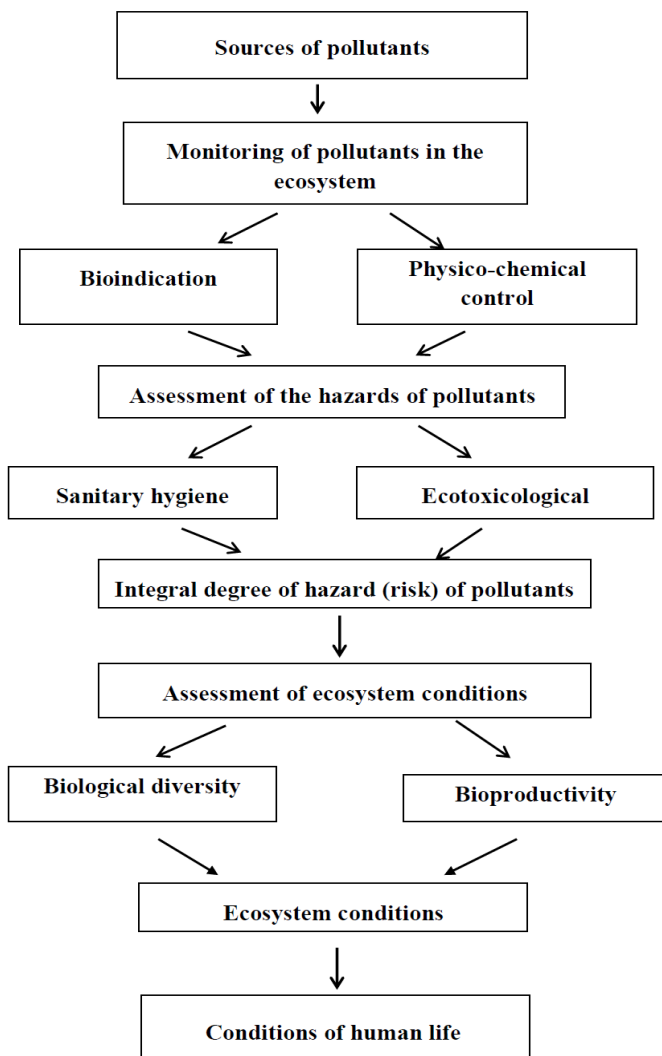 Sources of pollutants
Monitoring of pollutants in the
ecosystem
Bioindication
Physico-chemical
control
Assessment of the hazards of pollutants
Sanitary hygiene
Ecotoxicological
Integral degree of hazard (risk) of pollutants
Assessment of ecosystem conditions
Biological diversity
Bioproductivity
Ecosystem conditions
Conditions of human life